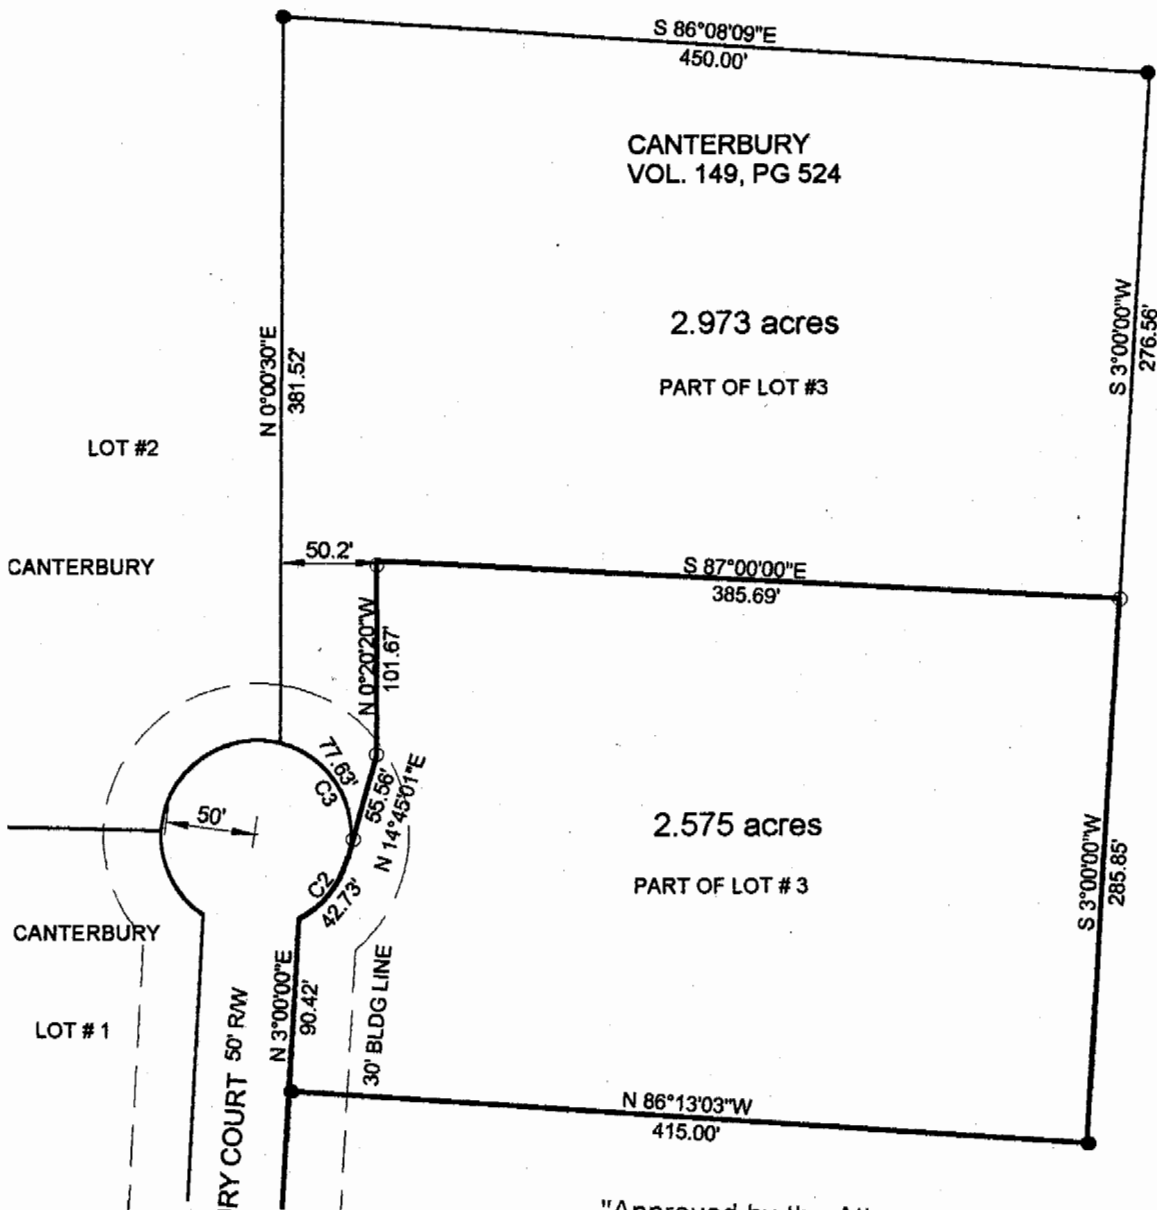 S 86°08'09"E
450.00'
CANTERBURY
VOL. 149, PG 524
2.973 acres
PART OF LOT #3
S 3°00'00"W
276.56'
N 0°00'30"E
381.52'
LOT #2
50.2'
CANTERBURY
S 87°00'00"E
385.69'
N 0°20'20"W
101.67'
77.63'
C3
55.56'
N 14°45'01"E
50'
2.575 acres
PART OF LOT # 3
S 3°00'00"W
285.85'
C2
42.73'
CANTERBURY
LOT # 1
N 3°00'00"E
90.42'
30' BLDG LINE
RY COURT 50' R/W
N 86°13'03"W
415.00'
"Approved by the